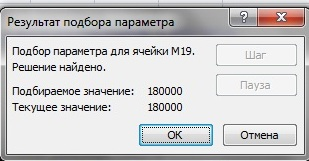 Результат подбора параметра
Подбор параметра для ячейки M19.
Решение найдено.
Шаг
Пауза
Подбираемое значение: 180000
Текущее значение: 180000
OK
Отмена